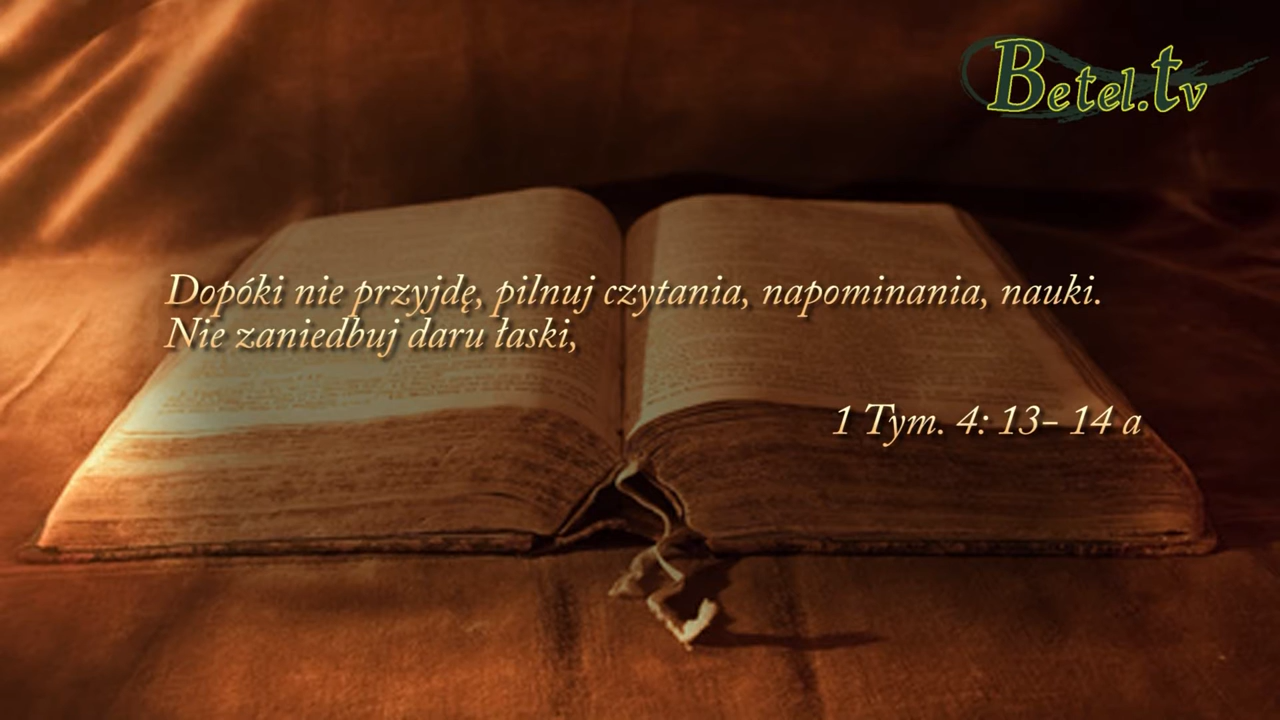 Betel.tv
Dopóki nie przyjdę, pilnuj czytania, napominania, nauki.
Nie zaniedbuj daru łaski,
1 Tym. 4: 13- 14 a